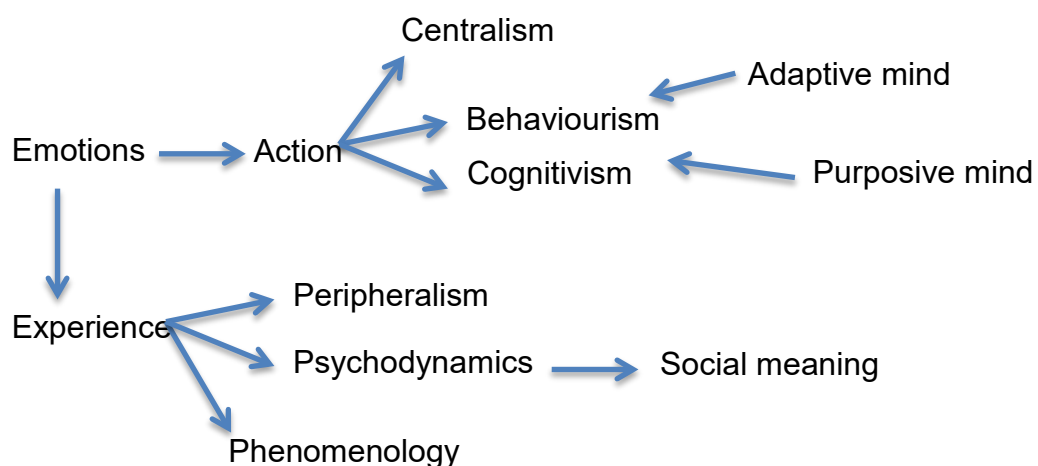 Centralism
Adaptive mind
Behaviourism
Emotions
Action
Cognitivism
Purposive mind
Peripheralism
Experience
Psychodynamics
Social meaning
Phenomenology